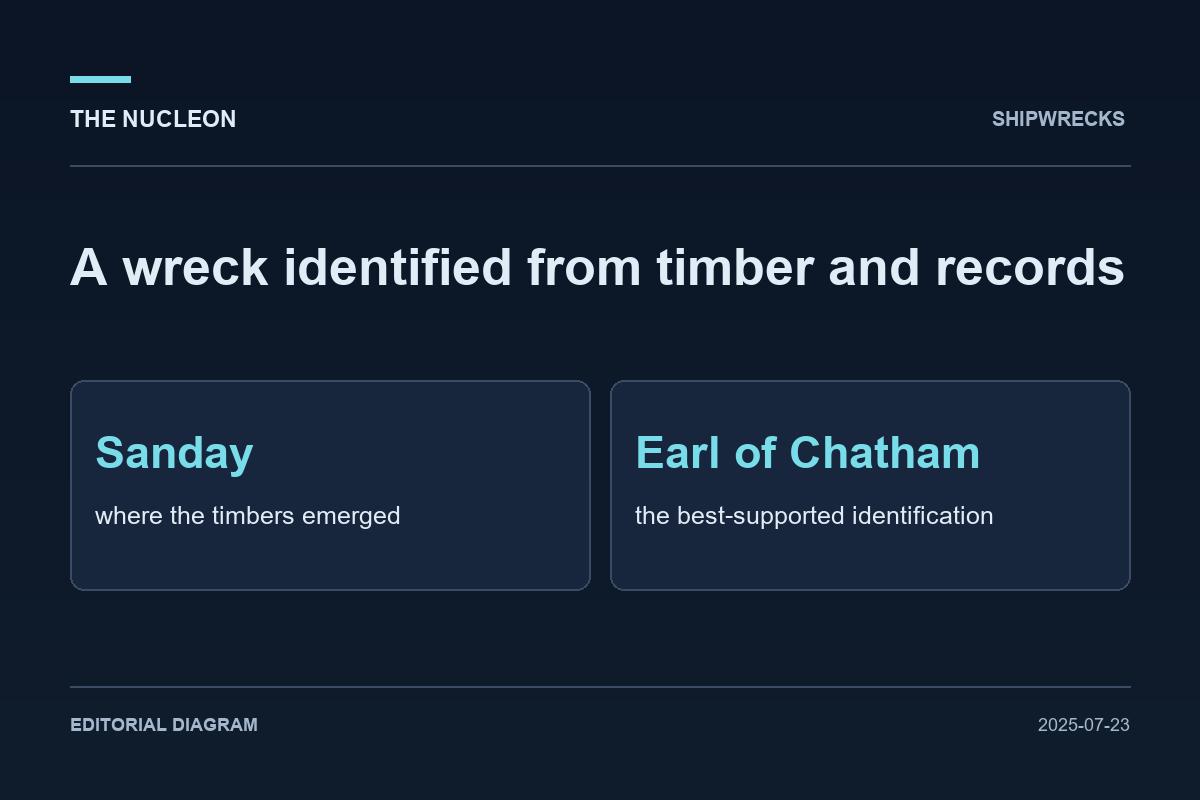 THE NUCLEON
SHIPWRECKS
A wreck identified from timber and records
Sanday
where the timbers emerged
Earl of Chatham
the best-supported identification
EDITORIAL DIAGRAM
2025-07-23